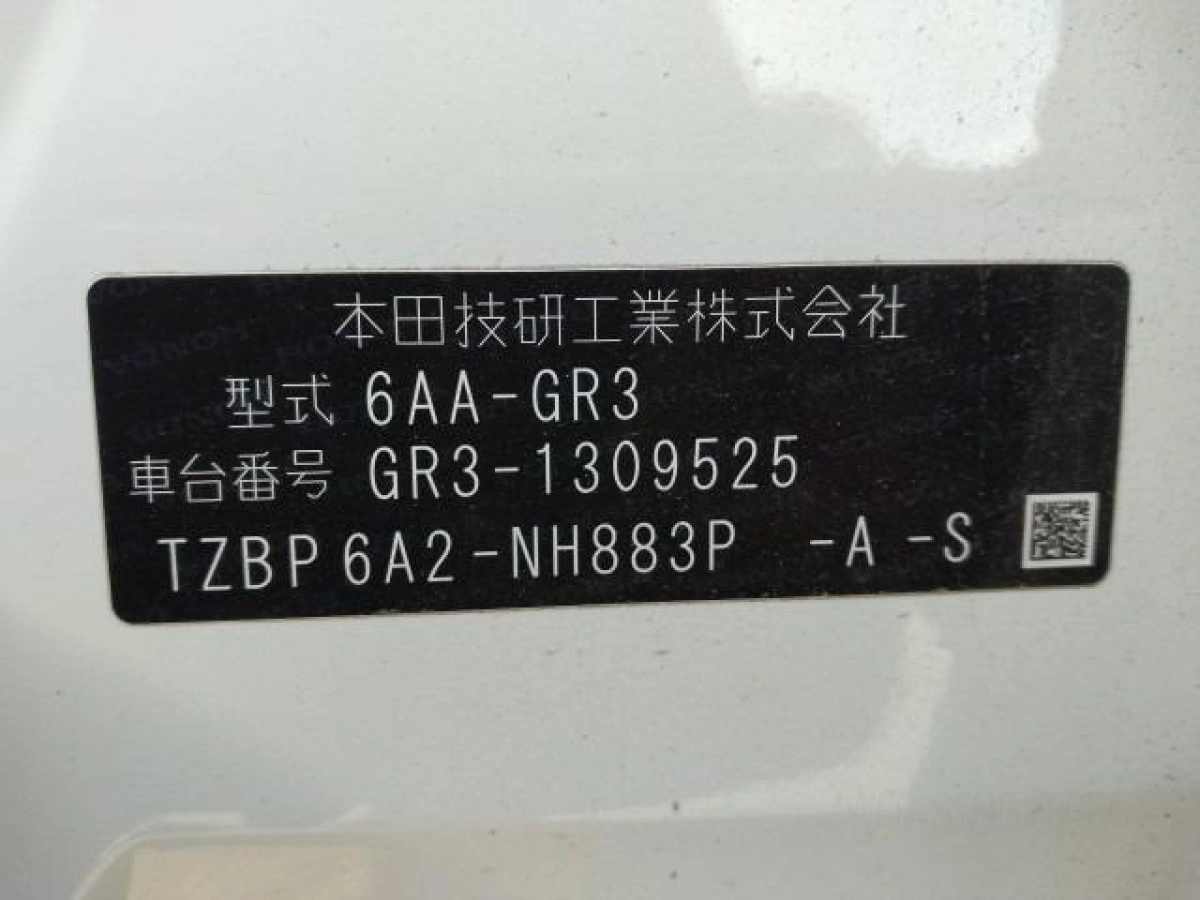 本田技研工業株式会社
型式 6AA-GR3
車台番号 GR3-1309525
TZBP6A2-NH883P -A -S